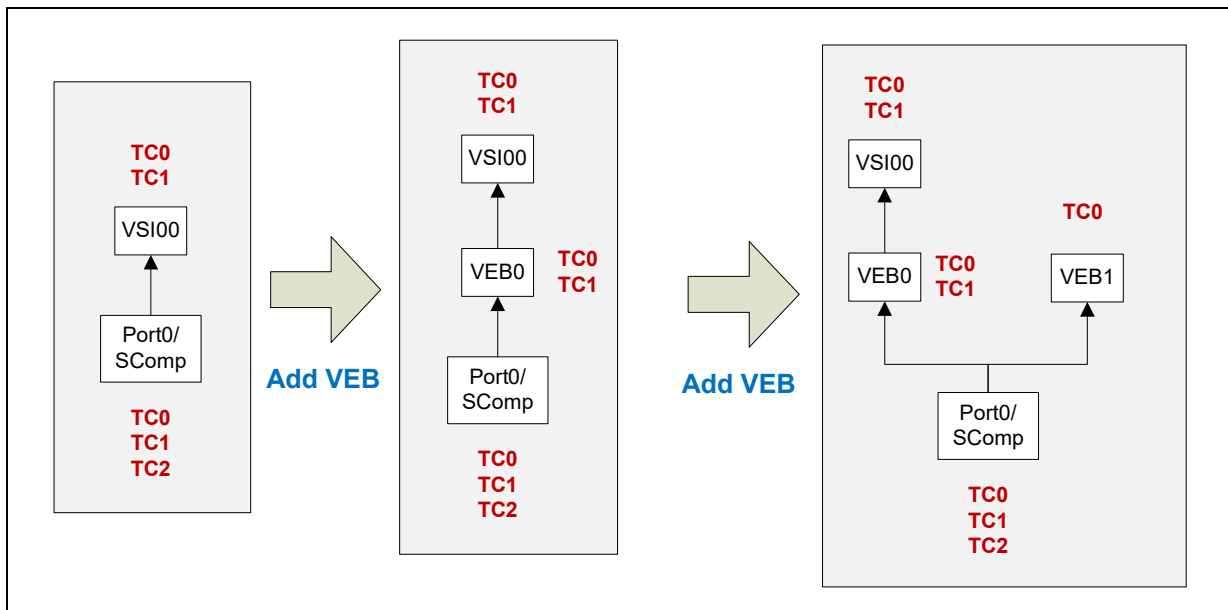 TC0
TC1
VSI00
Port0/
SComp
TC0
TC1
TC2
Add VEB
TC0
TC1
VSI00
VEB0
TC0
TC1
Port0/
SComp
TC0
TC1
TC2
Add VEB
TC0
TC1
VSI00
TC0
VEB0
TC0
TC1
VEB1
Port0/
SComp
TC0
TC1
TC2